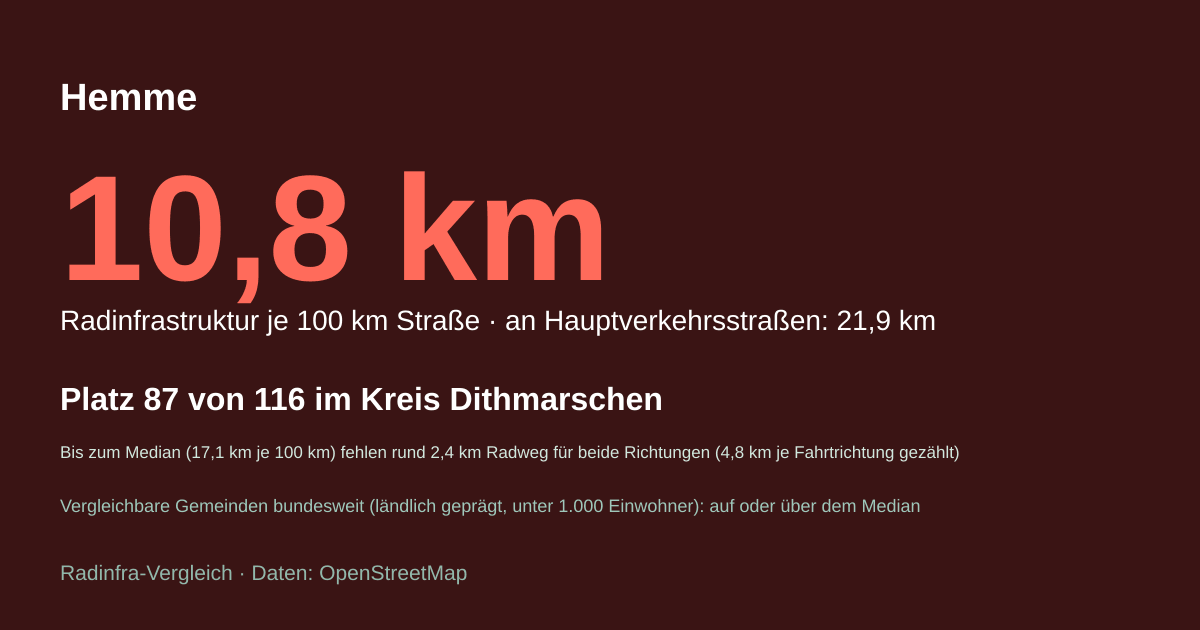 Hemme
10,8 km
Radinfrastruktur je 100 km Straße · an Hauptverkehrsstraßen: 21,9 km
Platz 87 von 116 im Kreis Dithmarschen
Bis zum Median (17,1 km je 100 km) fehlen rund 2,4 km Radweg für beide Richtungen (4,8 km je Fahrtrichtung gezählt)
Vergleichbare Gemeinden bundesweit (ländlich geprägt, unter 1.000 Einwohner): auf oder über dem Median
Radinfra-Vergleich · Daten: OpenStreetMap